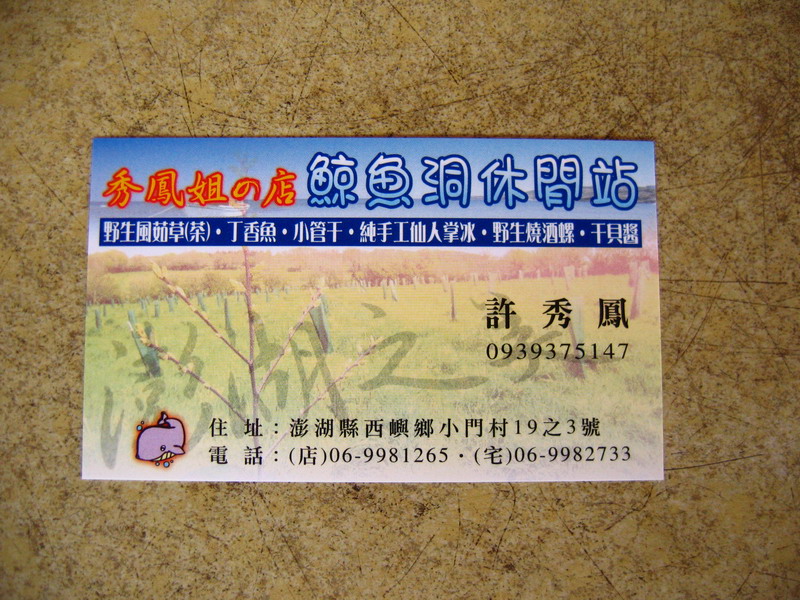 秀鳳姐の店 鯨魚洞休閒站
野生風茹草(茶)・丁香魚・小管干・純手工仙人掌冰・野生燒酒螺・干貝醬
許秀鳳
0939375147
澎湖之
住址：澎湖縣西嶼鄉小門村19之3號
電話：(店)06-9981265・(宅)06-9982733